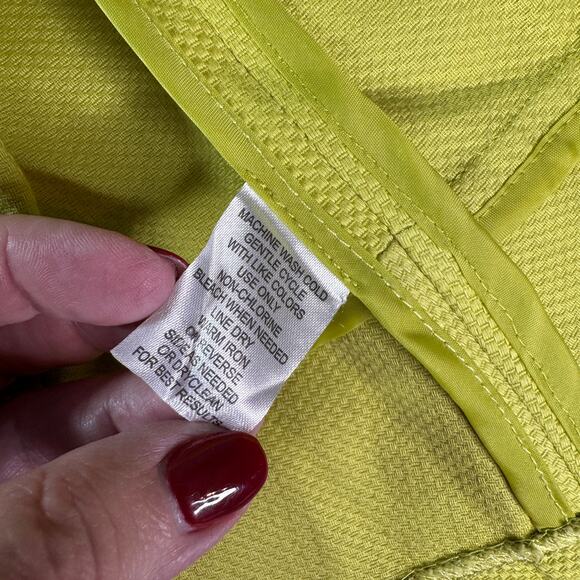 MACHINE WASH COLD
GENTLE CYCLE
WITH LIKE COLORS
USE ONLY
NON-CHLORINE
BLEACH WHEN NEEDED
LINE DRY
WARM IRON
ON REVERSE
SIDE AS NEEDED
OR DRYCLEAN
FOR BEST RESULTS